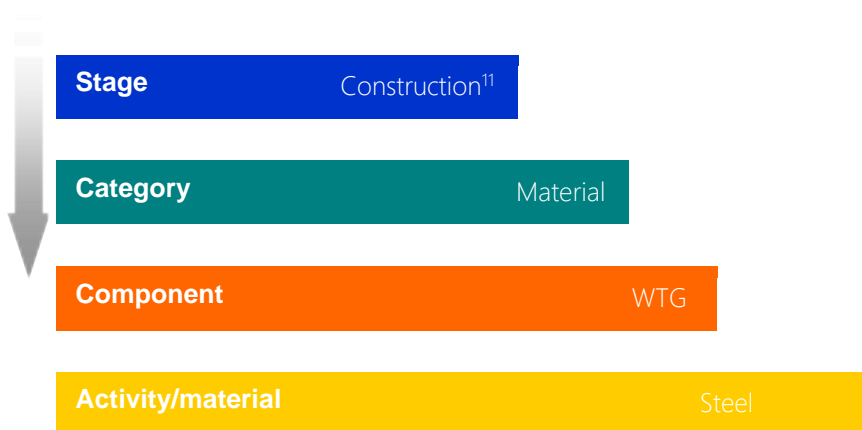 Stage Construction¹¹
Category Material
Component WTG
Activity/material Steel